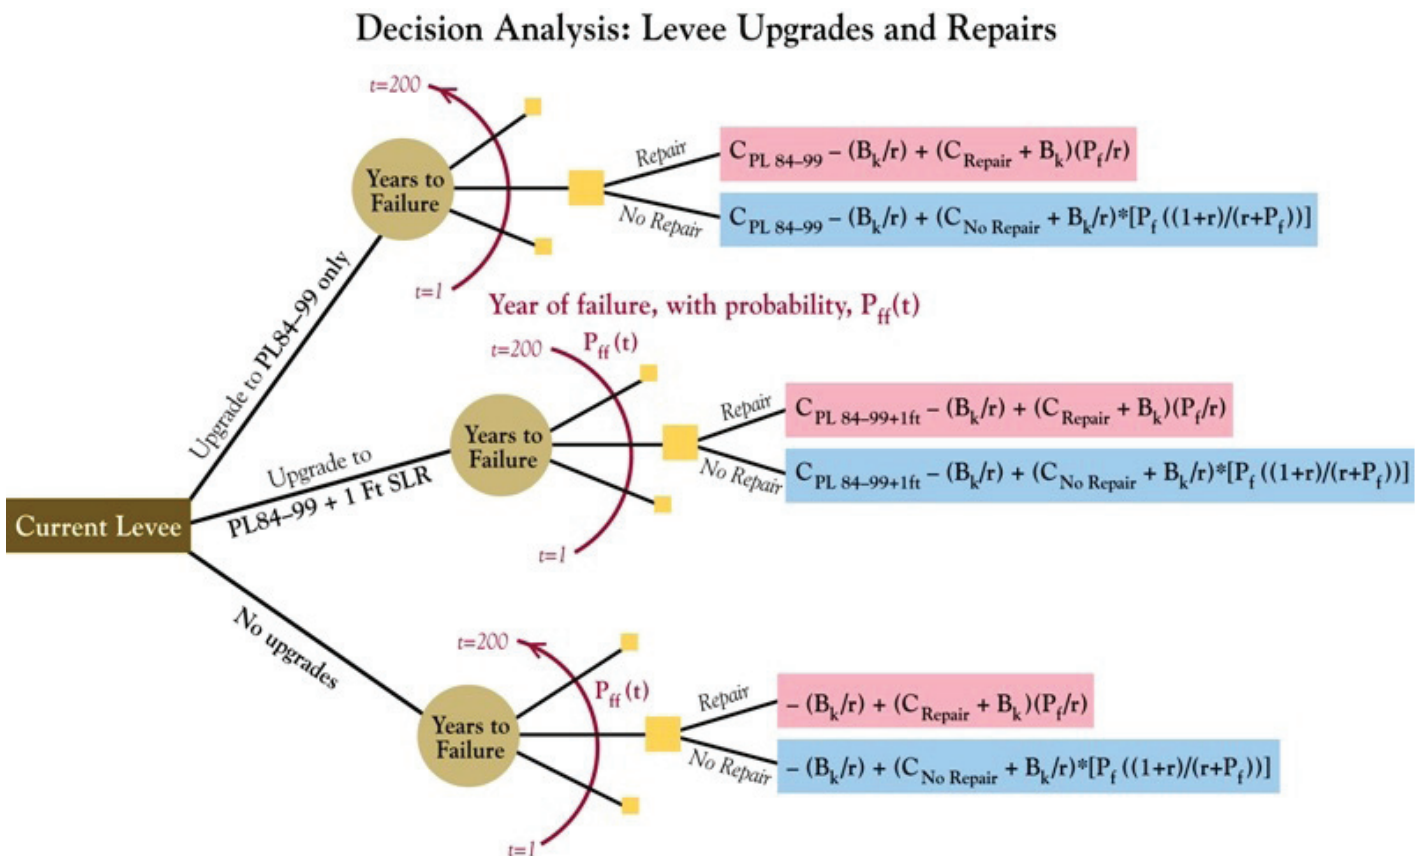 Decision Analysis: Levee Upgrades and Repairs
t=200
Years to
Failure
t=1
Repair
C PL 84–99 – (Bk/r) + (C Repair + Bk)(Pf/r)
No Repair
C PL 84–99 – (Bk/r) + (C No Repair + Bk/r)*[Pf ((1+r)/(r+Pf))]
Upgrade to PL84–99 only
Year of failure, with probability, Pff(t)
t=200
Pff (t)
Years to
Failure
t=1
Repair
C PL 84–99+1ft – (Bk/r) + (C Repair + Bk)(Pf/r)
No Repair
C PL 84–99+1ft – (Bk/r) + (C No Repair + Bk/r)*[Pf ((1+r)/(r+Pf))]
Upgrade to
PL84–99 + 1 Ft SLR
Current Levee
No upgrades
t=200
Pff (t)
Years to
Failure
t=1
Repair
– (Bk/r) + (C Repair + Bk)(Pf/r)
No Repair
– (Bk/r) + (C No Repair + Bk/r)*[Pf ((1+r)/(r+Pf))]